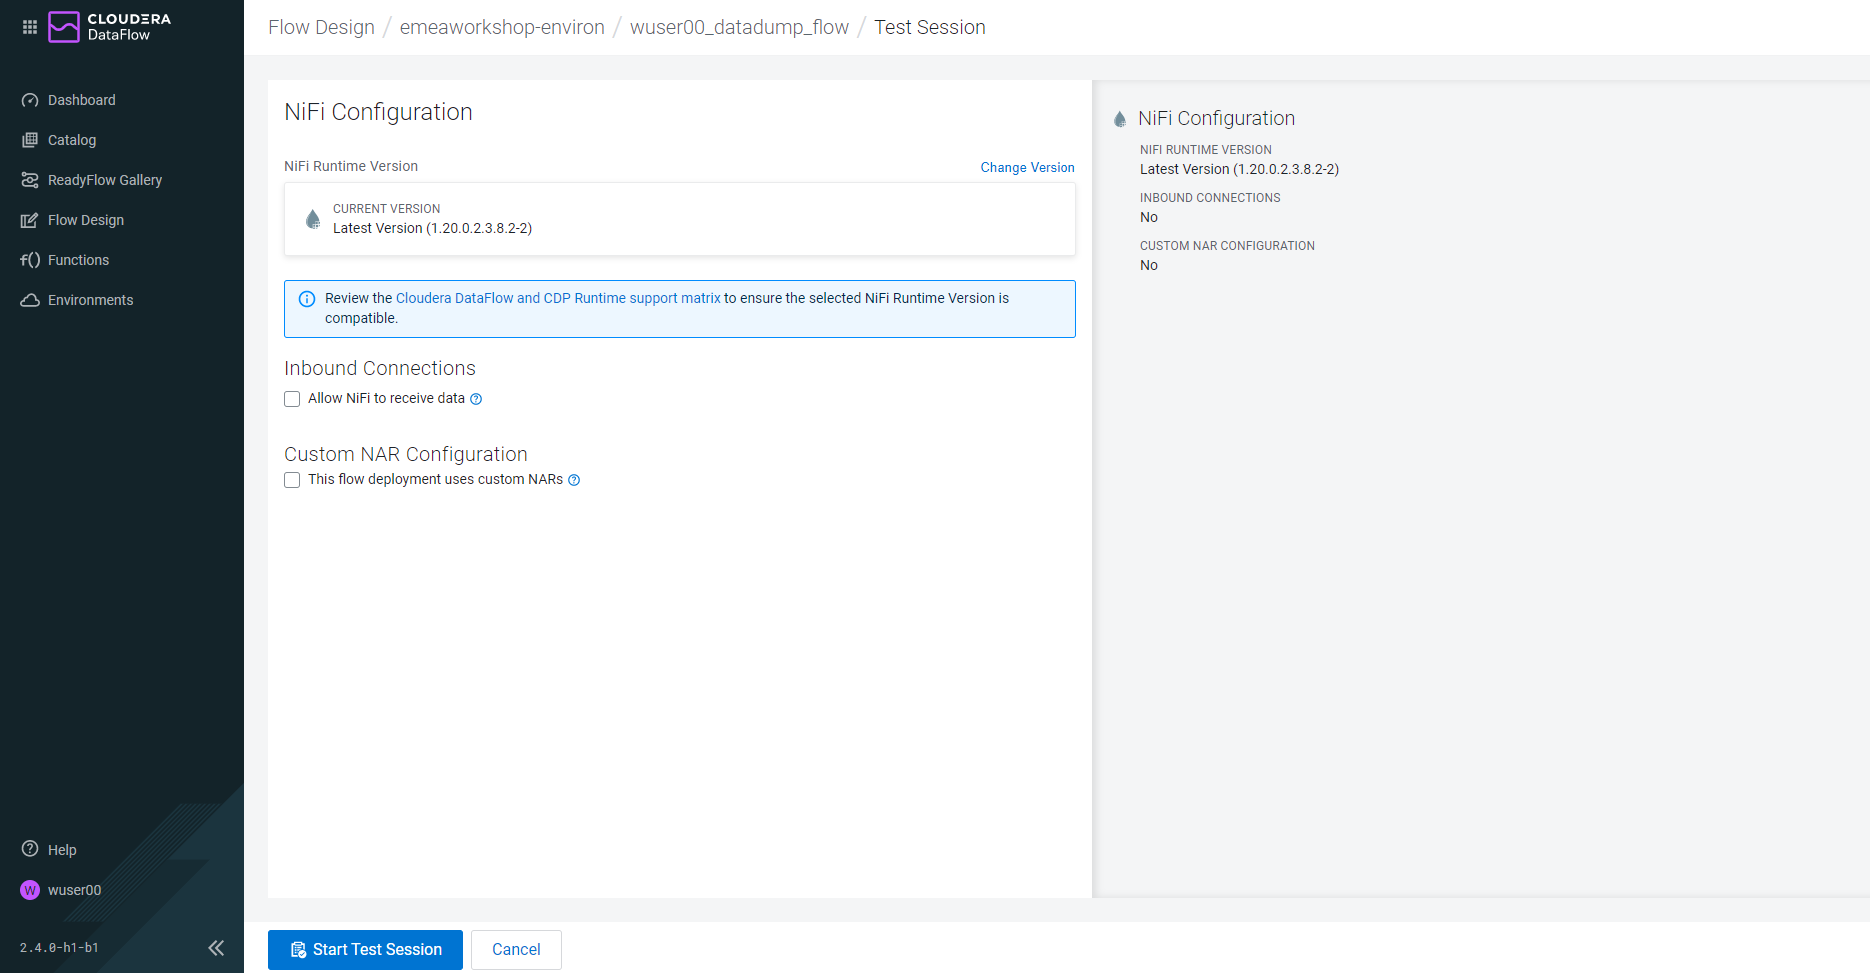 CLOUDERA
DataFlow
Dashboard
Catalog
ReadyFlow Gallery
Flow Design
f() Functions
Environments
Help
W wuser00
2.4.0-h1-b1
Flow Design / emeaworkshop-environ / wuser00_datadump_flow / Test Session
NiFi Configuration
NiFi Runtime Version
Change Version
CURRENT VERSION
Latest Version (1.20.0.2.3.8.2-2)
Review the Cloudera DataFlow and CDP Runtime support matrix to ensure the selected NiFi Runtime Version is
compatible.
Inbound Connections
Allow NiFi to receive data
Custom NAR Configuration
This flow deployment uses custom NARs
Start Test Session
Cancel
NiFi Configuration
NIFI RUNTIME VERSION
Latest Version (1.20.0.2.3.8.2-2)
INBOUND CONNECTIONS
No
CUSTOM NAR CONFIGURATION
No